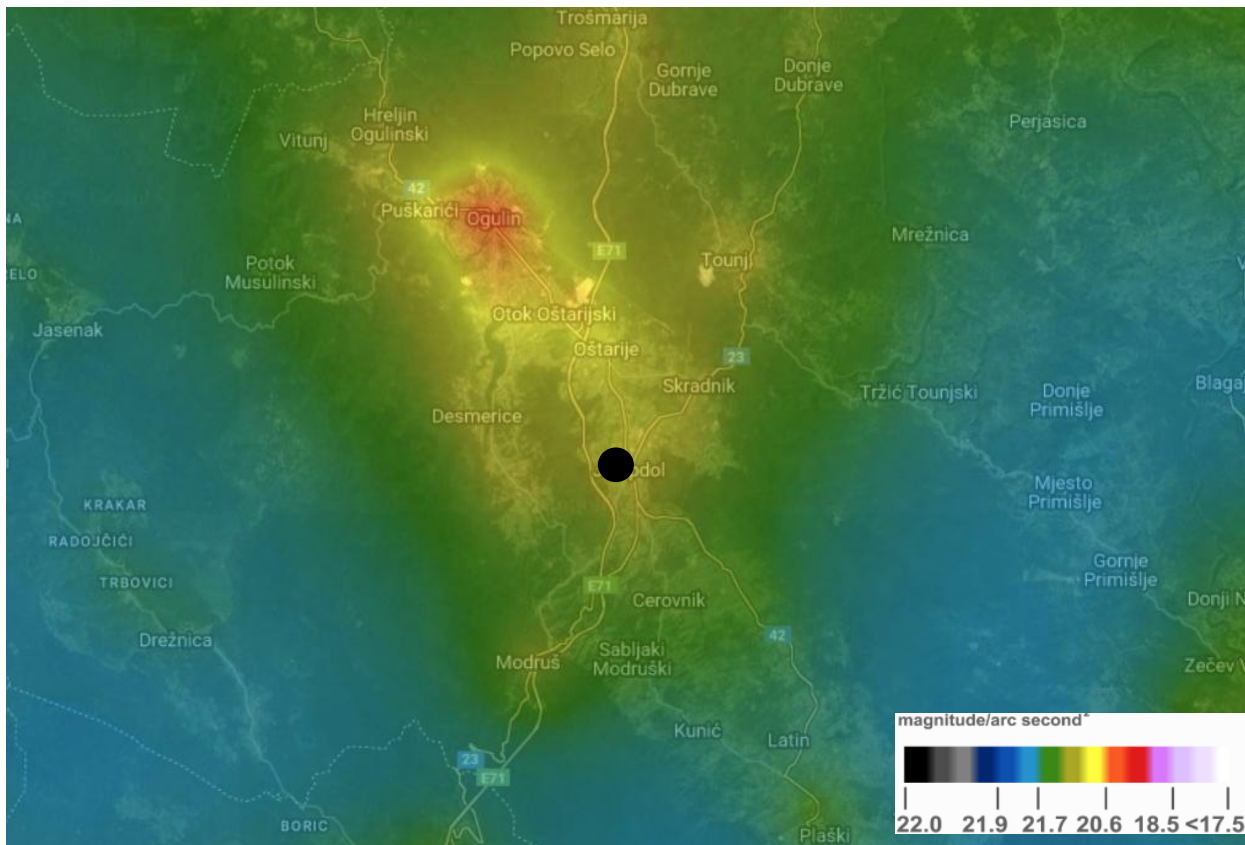 Trošmarija
Popovo Selo
Gornje
Dubrave
Donje
Dubrave
Hreljin
Ogulinski
Vitunj
Perjasica
42
Puškarići
Ogulin
NA
E71
Mrežnica
Tounj
Potok
Musulinski
ELO
Otok Oštarijski
Jasenak
Oštarije
23
Skradnik
Tržić Tounjski
Donje
Primišlje
Blagaj
Desmerice
dol
Mjesto
Primišlje
KRAKAR
RADOJČIĆI
TRBOVICI
Gornje
Primišlje
E71
Cerovnik
Donji N
Drežnica
42
Sabljaki
Modruški
Modruš
Zečev V
Kunić
Latin
23
E71
BORIC
Plaški
magnitude/arc second²
22.0 21.9 21.7 20.6 18.5 <17.5